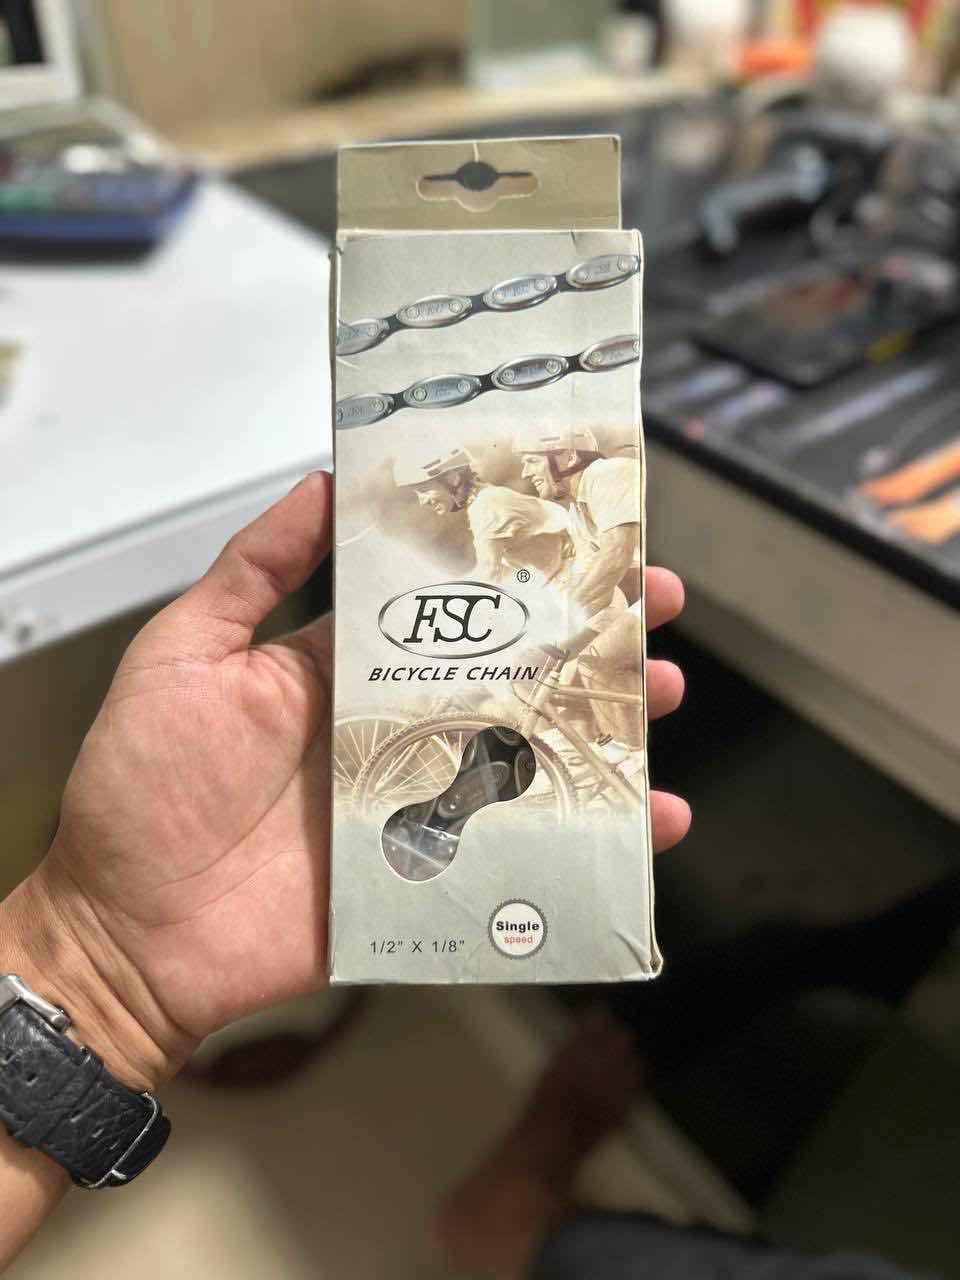 FSC ®
BICYCLE CHAIN
Single
speed
1/2" X 1/8"